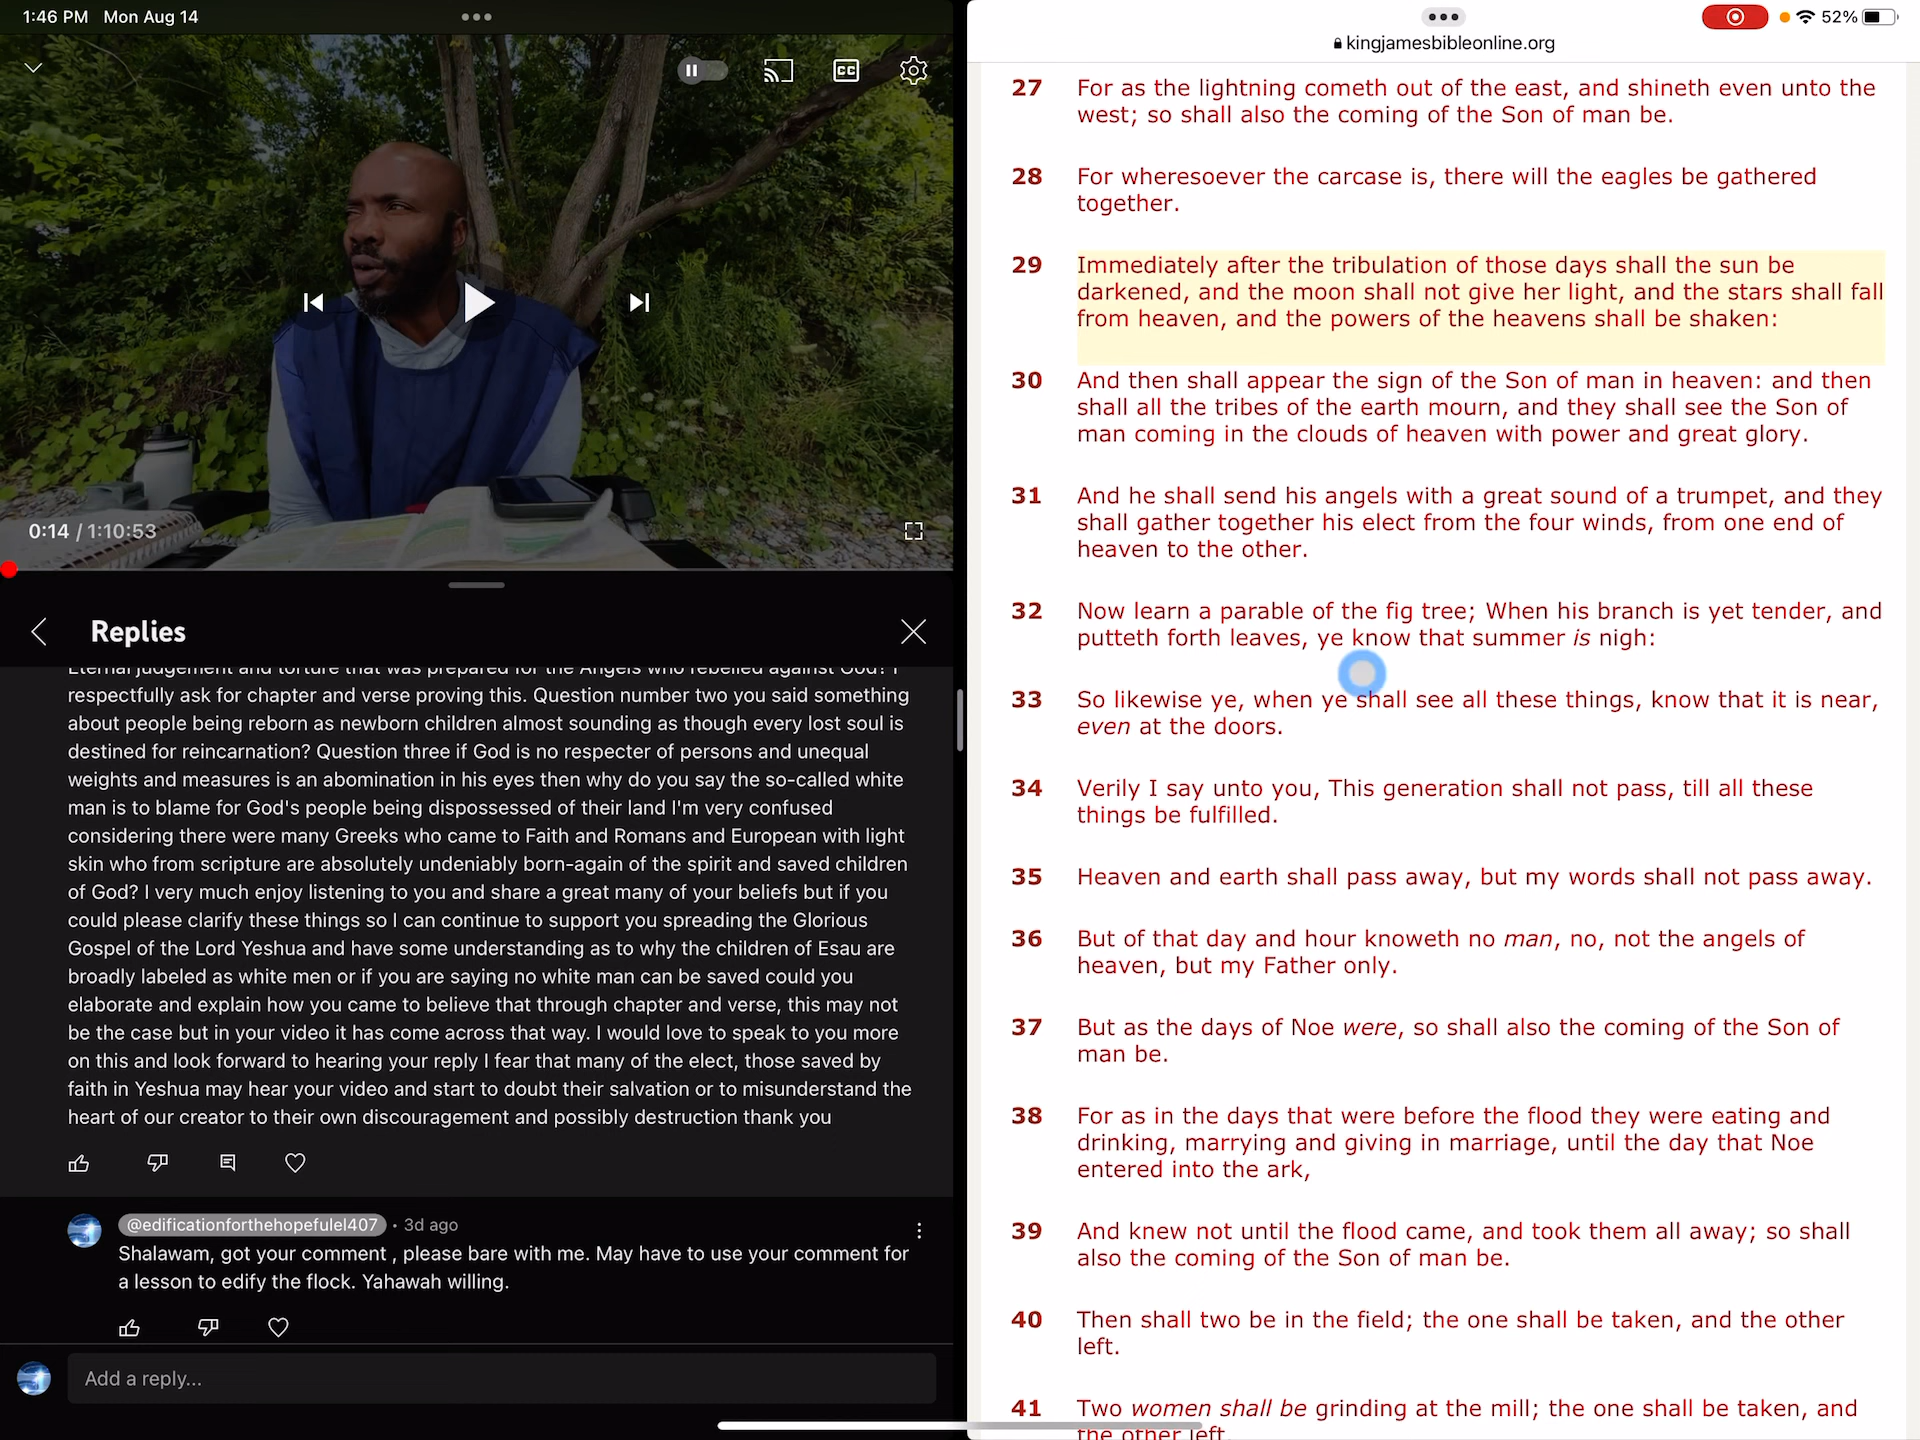 1:46 PM Mon Aug 14
CC
0:14 / 1:10:53
Replies
Eternal judgement and torture that was prepared for the Angels who rebelled against God? I
respectfully ask for chapter and verse proving this. Question number two you said something
about people being reborn as newborn children almost sounding as though every lost soul is
destined for reincarnation? Question three if God is no respecter of persons and unequal
weights and measures is an abomination in his eyes then why do you say the so-called white
man is to blame for God's people being dispossessed of their land I'm very confused
considering there were many Greeks who came to Faith and Romans and European with light
skin who from scripture are absolutely undeniably born-again of the spirit and saved children
of God? I very much enjoy listening to you and share a great many of your beliefs but if you
could please clarify these things so I can continue to support you spreading the Glorious
Gospel of the Lord Yeshua and have some understanding as to why the children of Esau are
broadly labeled as white men or if you are saying no white man can be saved could you
elaborate and explain how you came to believe that through chapter and verse, this may not
be the case but in your video it has come across that way. I would love to speak to you more
on this and look forward to hearing your reply I fear that many of the elect, those saved by
faith in Yeshua may hear your video and start to doubt their salvation or to misunderstand the
heart of our creator to their own discouragement and possibly destruction thank you
@edificationforthehopefulel407 • 3d ago
Shalawam, got your comment , please bare with me. May have to use your comment for
a lesson to edify the flock. Yahawah willing.
Add a reply...
52%
kingjamesbibleonline.org
27 For as the lightning cometh out of the east, and shineth even unto the
west; so shall also the coming of the Son of man be.
28 For wheresoever the carcase is, there will the eagles be gathered
together.
29 Immediately after the tribulation of those days shall the sun be
darkened, and the moon shall not give her light, and the stars shall fall
from heaven, and the powers of the heavens shall be shaken:
30 And then shall appear the sign of the Son of man in heaven: and then
shall all the tribes of the earth mourn, and they shall see the Son of
man coming in the clouds of heaven with power and great glory.
31 And he shall send his angels with a great sound of a trumpet, and they
shall gather together his elect from the four winds, from one end of
heaven to the other.
32 Now learn a parable of the fig tree; When his branch is yet tender, and
putteth forth leaves, ye know that summer is nigh:
33 So likewise ye, when ye shall see all these things, know that it is near,
even at the doors.
34 Verily I say unto you, This generation shall not pass, till all these
things be fulfilled.
35 Heaven and earth shall pass away, but my words shall not pass away.
36 But of that day and hour knoweth no man, no, not the angels of
heaven, but my Father only.
37 But as the days of Noe were, so shall also the coming of the Son of
man be.
38 For as in the days that were before the flood they were eating and
drinking, marrying and giving in marriage, until the day that Noe
entered into the ark,
39 And knew not until the flood came, and took them all away; so shall
also the coming of the Son of man be.
40 Then shall two be in the field; the one shall be taken, and the other
left.
41 Two women shall be grinding at the mill; the one shall be taken, and
the other left.